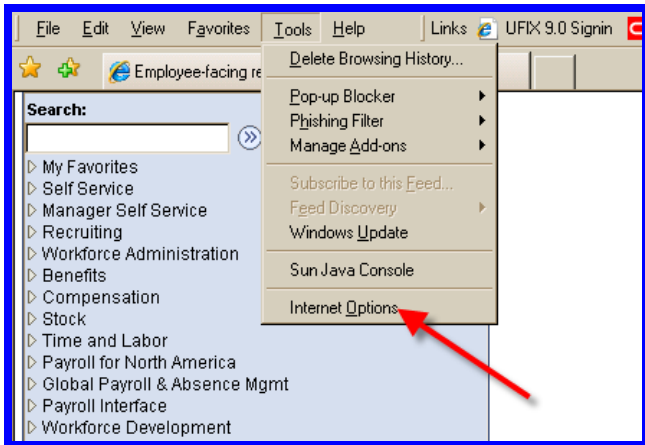 File Edit View Favorites Tools Help Links UFIX 9.0 Signin
Employee-facing re
Delete Browsing History...
Pop-up Blocker
Phishing Filter
Manage Add-ons
Subscribe to this Feed...
Feed Discovery
Windows Update
Sun Java Console
Internet Options
Search:
My Favorites
Self Service
Manager Self Service
Recruiting
Workforce Administration
Benefits
Compensation
Stock
Time and Labor
Payroll for North America
Global Payroll & Absence Mgmt
Payroll Interface
Workforce Development